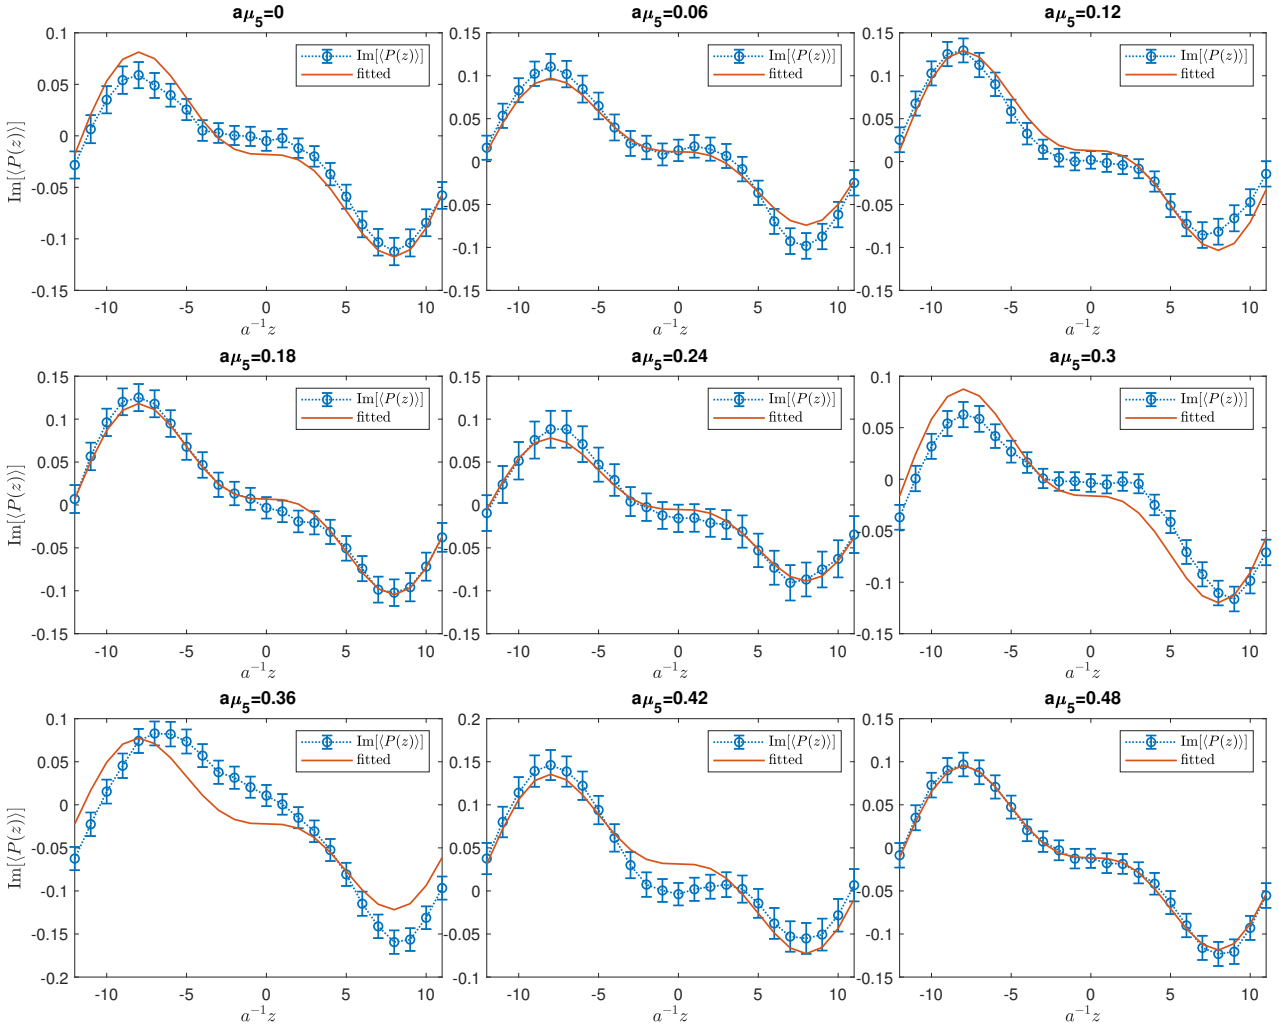 aμ5=0
0.1
0.05
0
-0.05
-0.1
-0.15
-10
-5
0
5
10
a⁻¹z
Im[⟨P(z)⟩]
Im[⟨P(z)⟩]
fitted
aμ5=0.06
0.15
0.1
0.05
0
-0.05
-0.1
-0.15
-10
-5
0
5
10
a⁻¹z
Im[⟨P(z)⟩]
fitted
aμ5=0.12
0.15
0.1
0.05
0
-0.05
-0.1
-0.15
-10
-5
0
5
10
a⁻¹z
Im[⟨P(z)⟩]
fitted
aμ5=0.18
0.15
0.1
0.05
0
-0.05
-0.1
-0.15
-10
-5
0
5
10
a⁻¹z
Im[⟨P(z)⟩]
Im[⟨P(z)⟩]
fitted
aμ5=0.24
0.15
0.1
0.05
0
-0.05
-0.1
-0.15
-10
-5
0
5
10
a⁻¹z
Im[⟨P(z)⟩]
fitted
aμ5=0.3
0.1
0.05
0
-0.05
-0.1
-0.15
-10
-5
0
5
10
a⁻¹z
Im[⟨P(z)⟩]
fitted
aμ5=0.36
0.1
0.05
0
-0.05
-0.1
-0.15
-0.2
-10
-5
0
5
10
a⁻¹z
Im[⟨P(z)⟩]
Im[⟨P(z)⟩]
fitted
aμ5=0.42
0.2
0.15
0.1
0.05
0
-0.05
-0.1
-10
-5
0
5
10
a⁻¹z
Im[⟨P(z)⟩]
fitted
aμ5=0.48
0.15
0.1
0.05
0
-0.05
-0.1
-0.15
-10
-5
0
5
10
a⁻¹z
Im[⟨P(z)⟩]
fitted